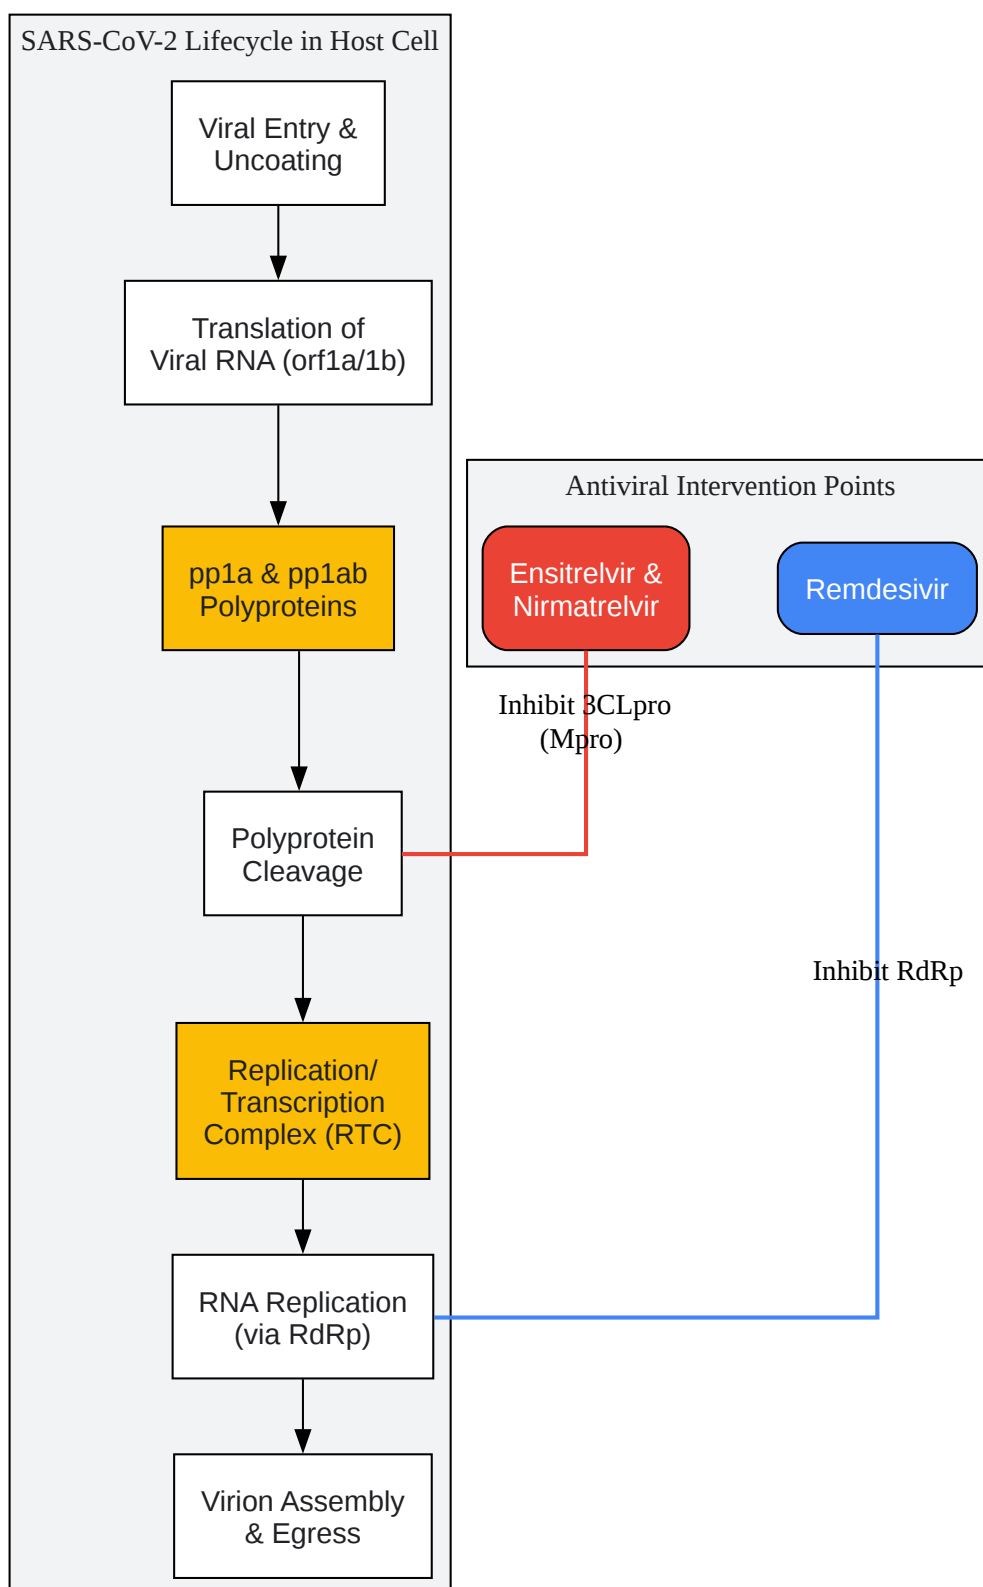 SARS-CoV-2 Lifecycle in Host Cell
Viral Entry &
Uncoating
Translation of
Viral RNA (orf1a/1b)
pp1a & pp1ab
Polyproteins
Polyprotein
Cleavage
Replication/
Transcription
Complex (RTC)
RNA Replication
(via RdRp)
Virion Assembly
& Egress
Antiviral Intervention Points
Ensitrelvir &
Nirmatrelvir
Remdesivir
Inhibit 3CLpro
(Mpro)
Inhibit RdRp